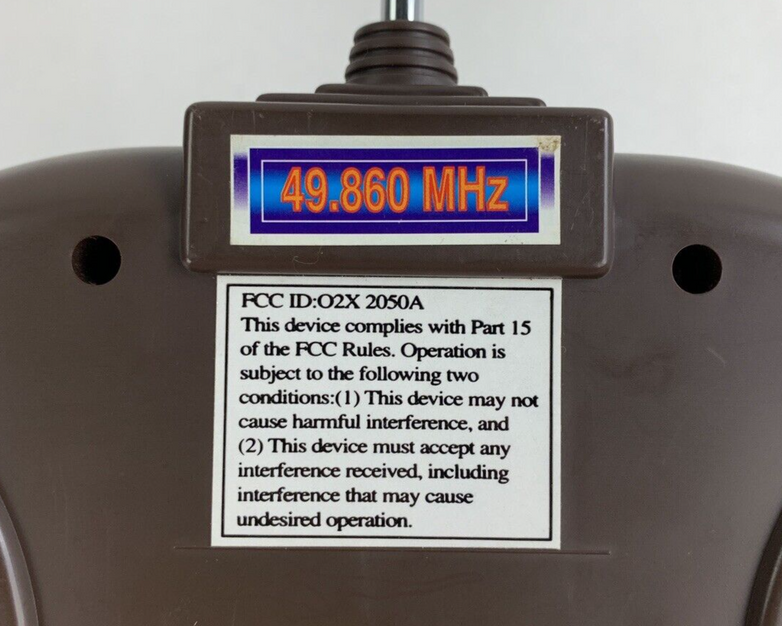 49.860 MHz
FCC ID:O2X 2050A
This device complies with Part 15
of the FCC Rules. Operation is
subject to the following two
conditions:(1) This device may not
cause harmful interference, and
(2) This device must accept any
interference received, including
interference that may cause
undesired operation.